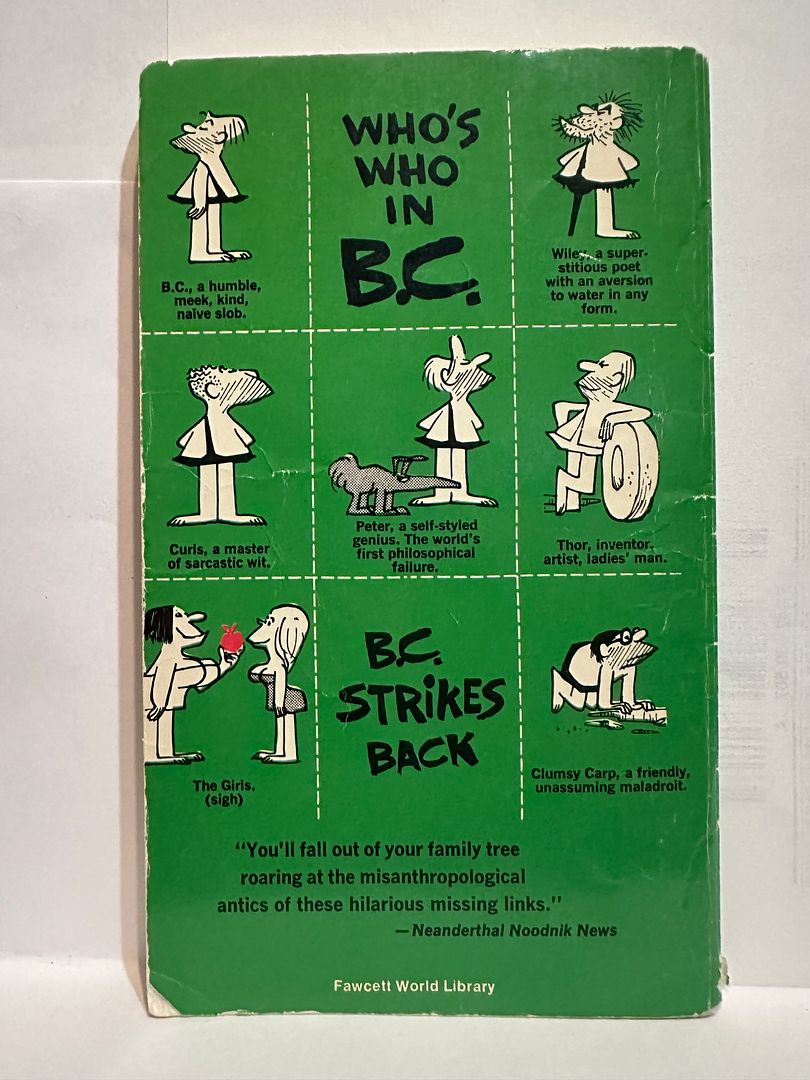 WHO'S
WHO
IN
B.C.
B.C., a humble,
meek, kind,
naïve slob.
Wiley, a super-
stitious poet
with an aversion
to water in any
form.
Curls, a master
of sarcastic wit.
Peter, a self-styled
genius. The world's
first philosophical
failure.
Thor, inventor,
artist, ladies' man.
The Girls.
(sigh)
B.C.
STRiKES
BACK
Clumsy Carp, a friendly,
unassuming maladroit.
"You'll fall out of your family tree
roaring at the misanthropological
antics of these hilarious missing links."
—Neanderthal Noodnik News
Fawcett World Library